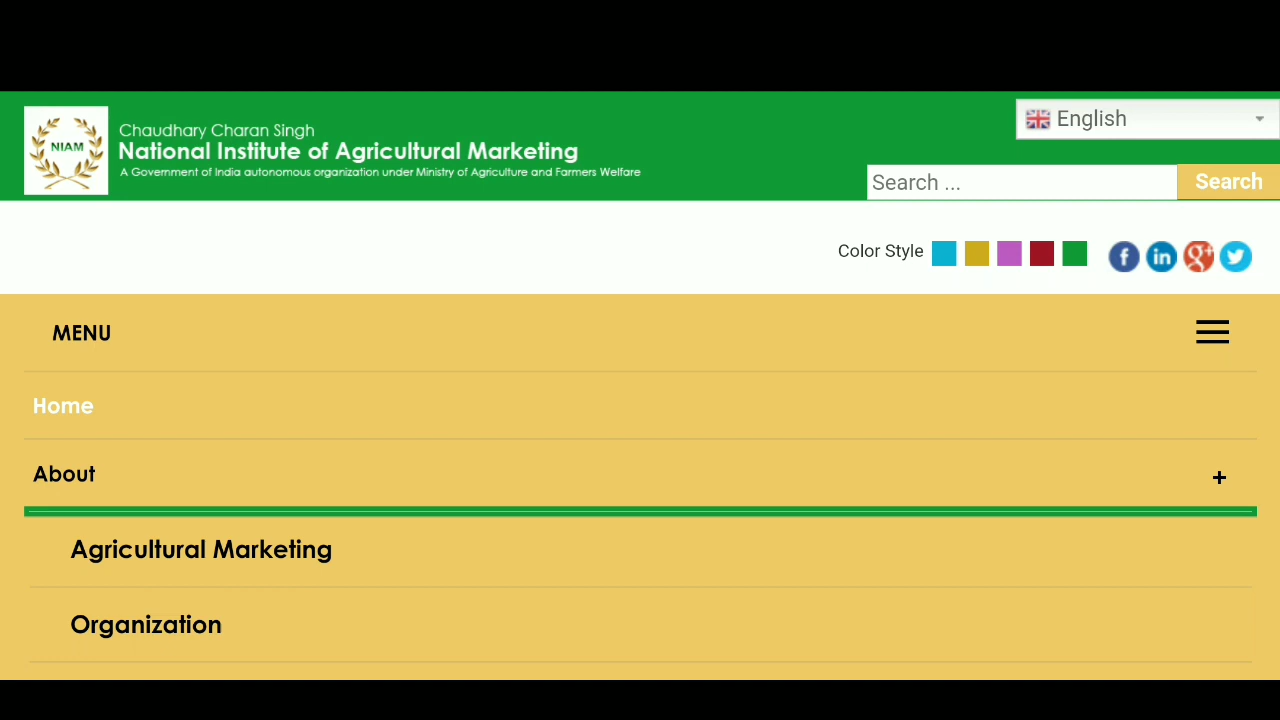 NIAM
Chaudhary Charan Singh
National Institute of Agricultural Marketing
A Government of India autonomous organization under Ministry of Agriculture and Farmers Welfare
English
Search ...
Search
Color Style
f
in
g+
MENU
Home
About
+
Agricultural Marketing
Organization